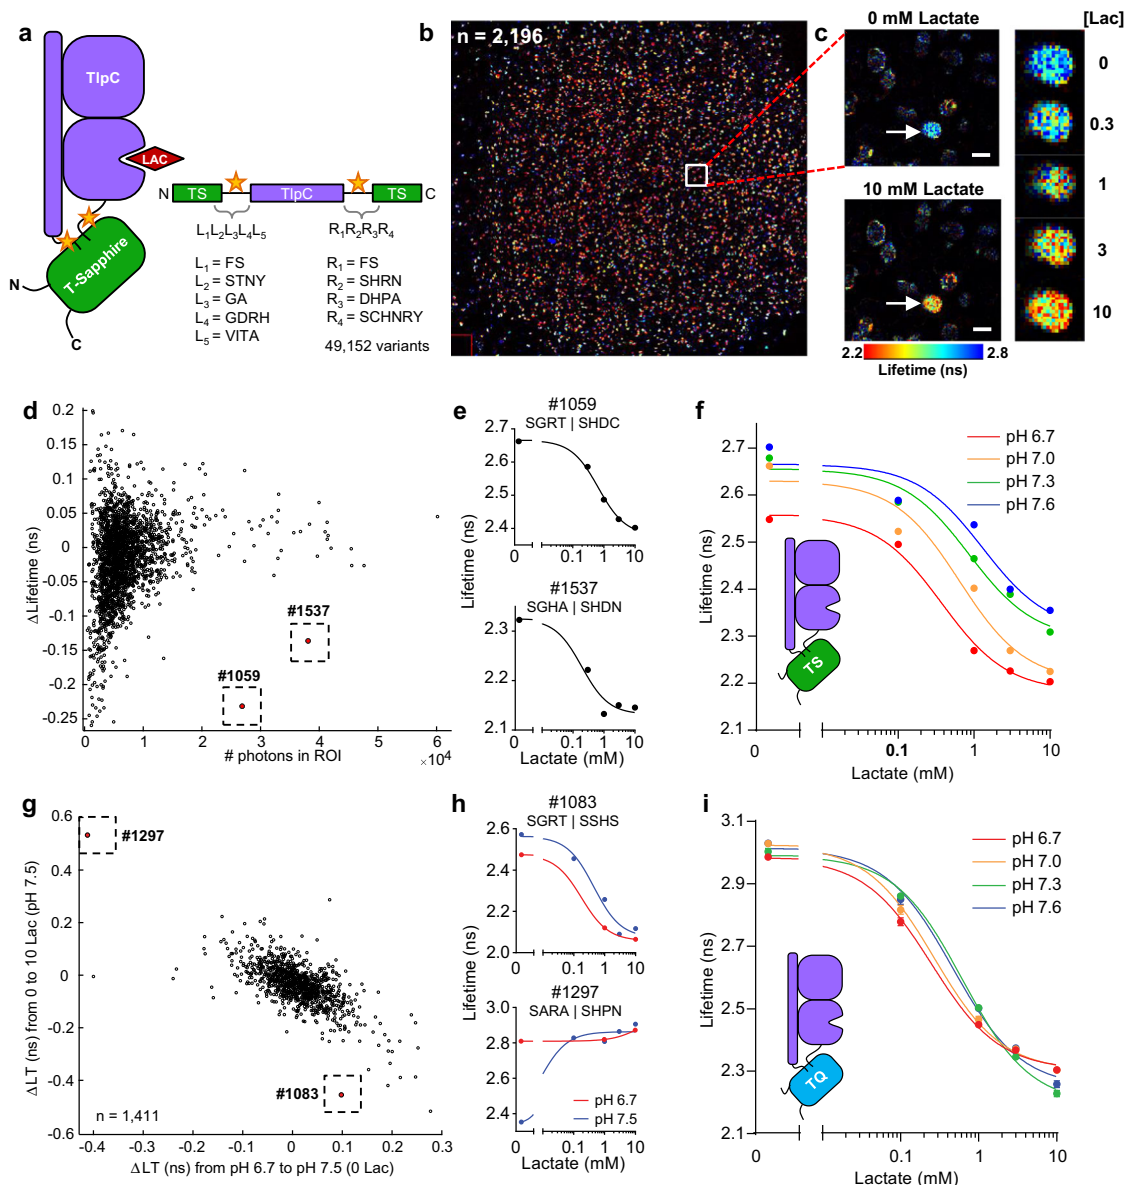 a
TlpC
LAC
T-Sapphire
N
C
N TS TlpC TS C
L₁L₂L₃L₄L₅ R₁R₂R₃R₄
L₁ = FS R₁ = FS
L₂ = STNY R₂ = SHRN
L₃ = GA R₃ = DHPA
L₄ = GDRH R₄ = SCHNRY
L₅ = VITA
49,152 variants
b
n = 2,196
c
0 mM Lactate
10 mM Lactate
2.2 2.8
Lifetime (ns)
[Lac]
0
0.3
1
3
10
d
0.2
0.15
0.1
0.05
0
-0.05
-0.1
-0.15
-0.2
-0.25
ΔLifetime (ns)
#1537
#1059
0 1 2 3 4 5 6
×10⁴
# photons in ROI
e
#1059
SGRT | SHDC
2.7
2.6
2.5
2.4
0 0.1 1 10
Lifetime (ns)
#1537
SGHA | SHDN
2.3
2.2
2.1
0 0.1 1 10
Lactate (mM)
f
pH 6.7
pH 7.0
pH 7.3
pH 7.6
2.7
2.6
2.5
2.4
2.3
2.2
2.1
Lifetime (ns)
TS
0 0.1 1 10
Lactate (mM)
g
0.6
0.4
0.2
0
-0.2
-0.4
-0.6
ΔLT (ns) from 0 to 10 Lac (pH 7.5)
#1297
#1083
n = 1,411
-0.4 -0.3 -0.2 -0.1 0 0.1 0.2 0.3
ΔLT (ns) from pH 6.7 to pH 7.5 (0 Lac)
h
#1083
SGRT | SSHS
2.6
2.4
2.2
2.0
0 0.1 1 10
Lifetime (ns)
#1297
SARA | SHPN
3.0
2.8
2.6
2.4
pH 6.7
pH 7.5
0 0.1 1 10
Lactate (mM)
i
pH 6.7
pH 7.0
pH 7.3
pH 7.6
3.1
2.9
2.7
2.5
2.3
2.1
Lifetime (ns)
TQ
0 0.1 1 10
Lactate (mM)